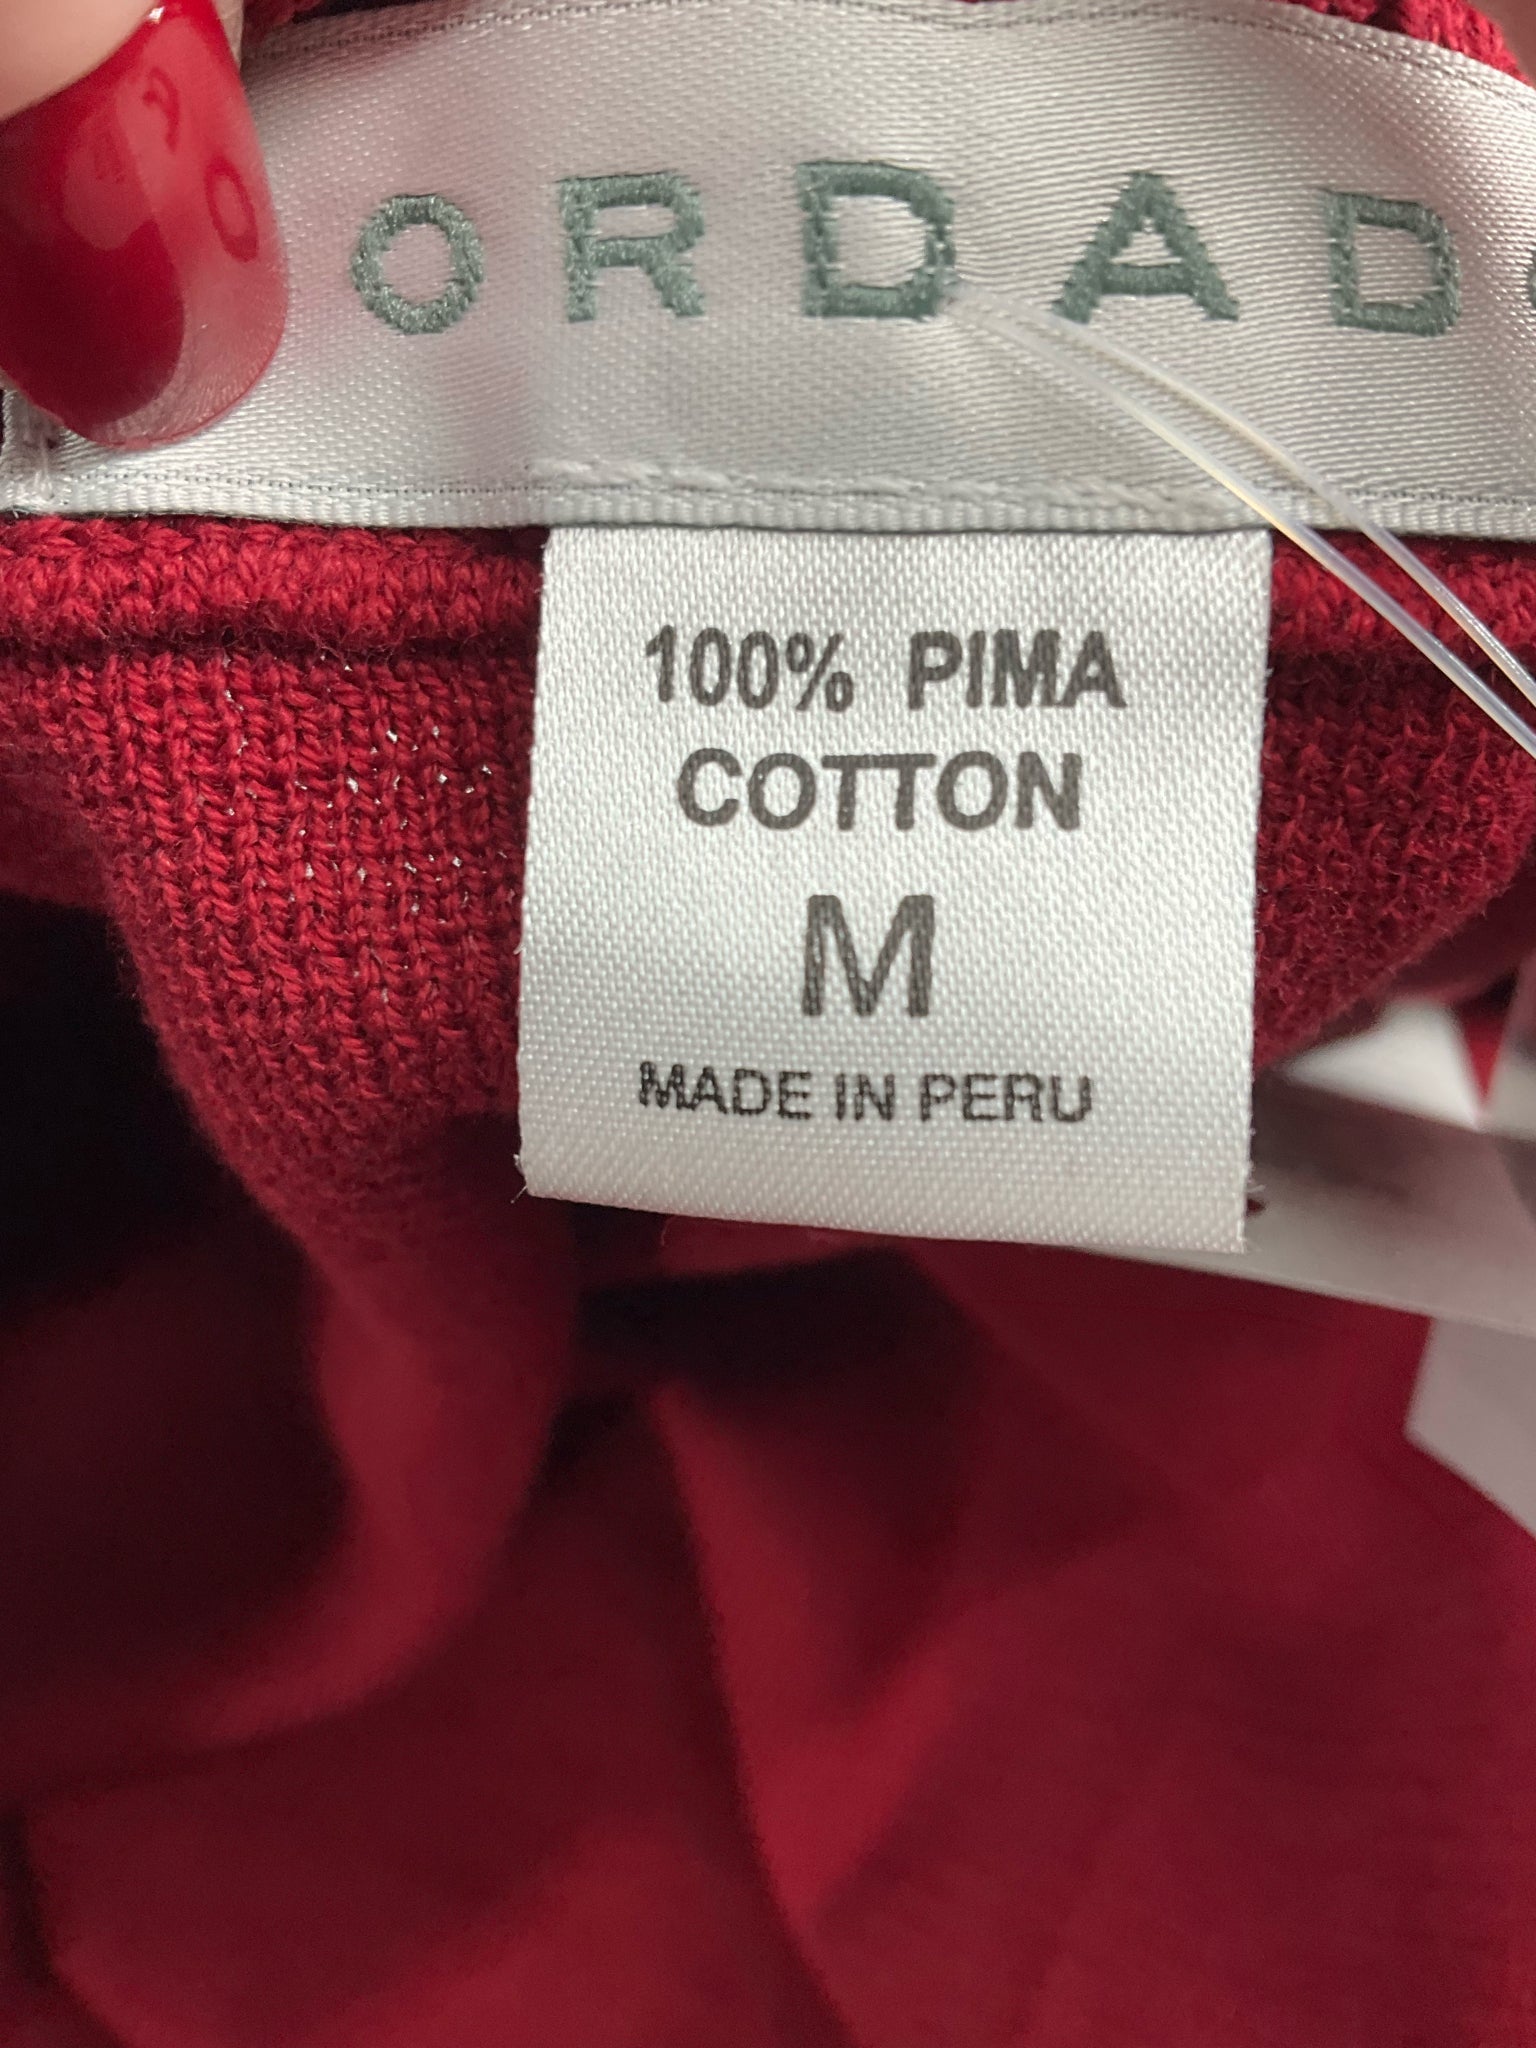 ORDAD
100% PIMA
COTTON
M
MADE IN PERU